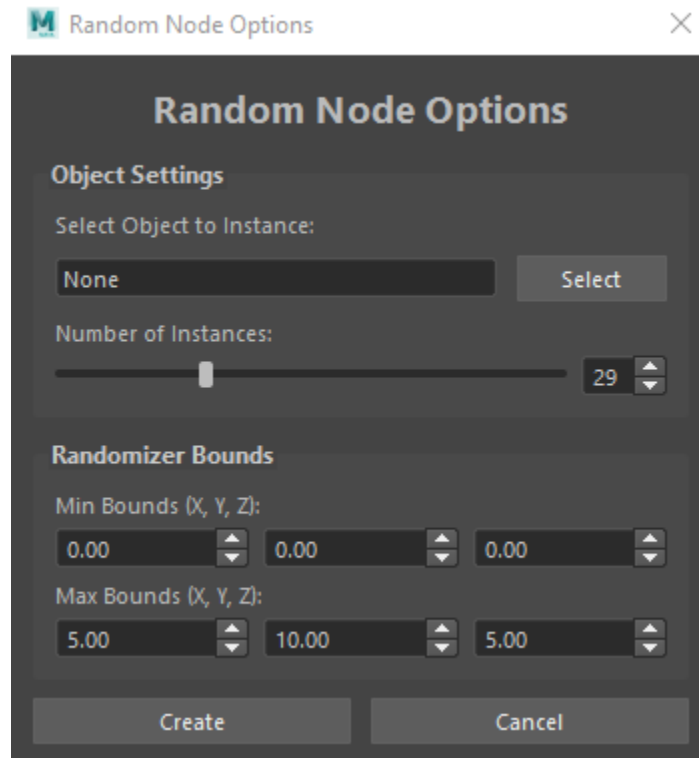 Random Node Options
Random Node Options
Object Settings
Select Object to Instance:
None Select
Number of Instances:
29
Randomizer Bounds
Min Bounds (X, Y, Z):
0.00 0.00 0.00
Max Bounds (X, Y, Z):
5.00 10.00 5.00
Create Cancel